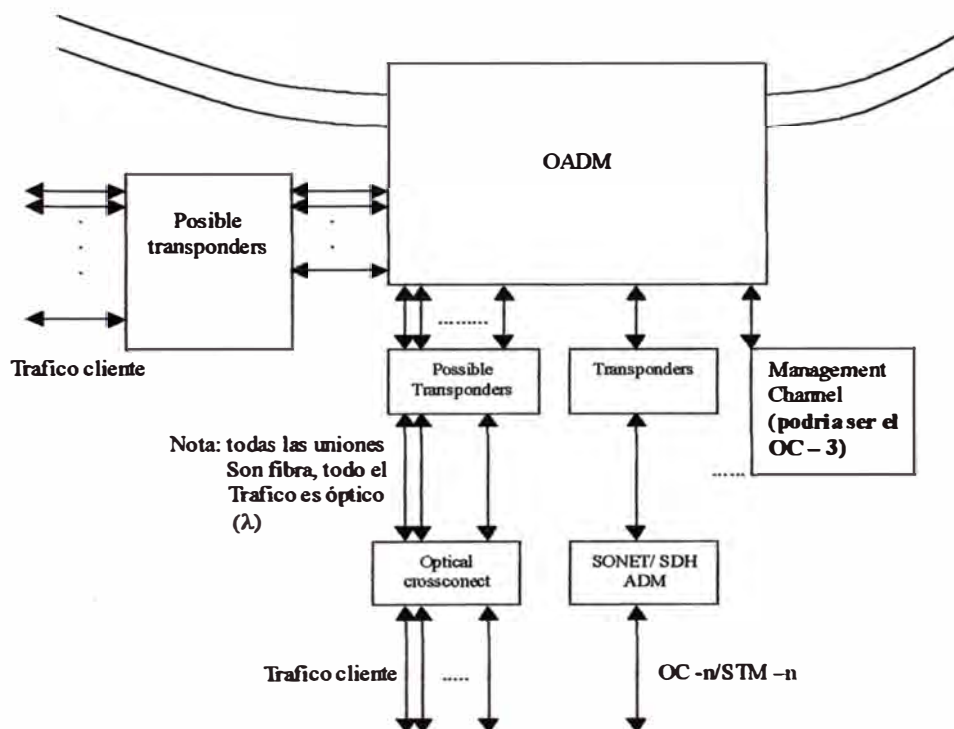 OADM
Posible
transponders
Trafico cliente
Possible
Transponders
Transponders
Management
Channel
(podria ser el
OC – 3)
Nota: todas las uniones
Son fibra, todo el
Trafico es óptico
(λ)
Optical
crossconect
SONET/ SDH
ADM
Trafico cliente
OC -n/STM –n